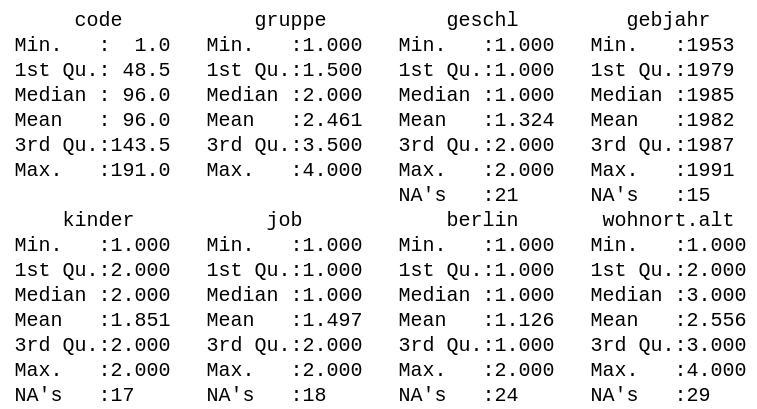 code           gruppe          geschl         gebjahr
Min.   :  1.0   Min.   :1.000   Min.   :1.000   Min.   :1953
1st Qu.: 48.5   1st Qu.:1.500   1st Qu.:1.000   1st Qu.:1979
Median : 96.0   Median :2.000   Median :1.000   Median :1985
Mean   : 96.0   Mean   :2.461   Mean   :1.324   Mean   :1982
3rd Qu.:143.5   3rd Qu.:3.500   3rd Qu.:2.000   3rd Qu.:1987
Max.   :191.0   Max.   :4.000   Max.   :2.000   Max.   :1991
                                NA's   :21      NA's   :15
    kinder           job            berlin       wohnort.alt
Min.   :1.000   Min.   :1.000   Min.   :1.000   Min.   :1.000
1st Qu.:2.000   1st Qu.:1.000   1st Qu.:1.000   1st Qu.:2.000
Median :2.000   Median :1.000   Median :1.000   Median :3.000
Mean   :1.851   Mean   :1.497   Mean   :1.126   Mean   :2.556
3rd Qu.:2.000   3rd Qu.:2.000   3rd Qu.:1.000   3rd Qu.:3.000
Max.   :2.000   Max.   :2.000   Max.   :2.000   Max.   :4.000
NA's   :17      NA's   :18      NA's   :24      NA's   :29